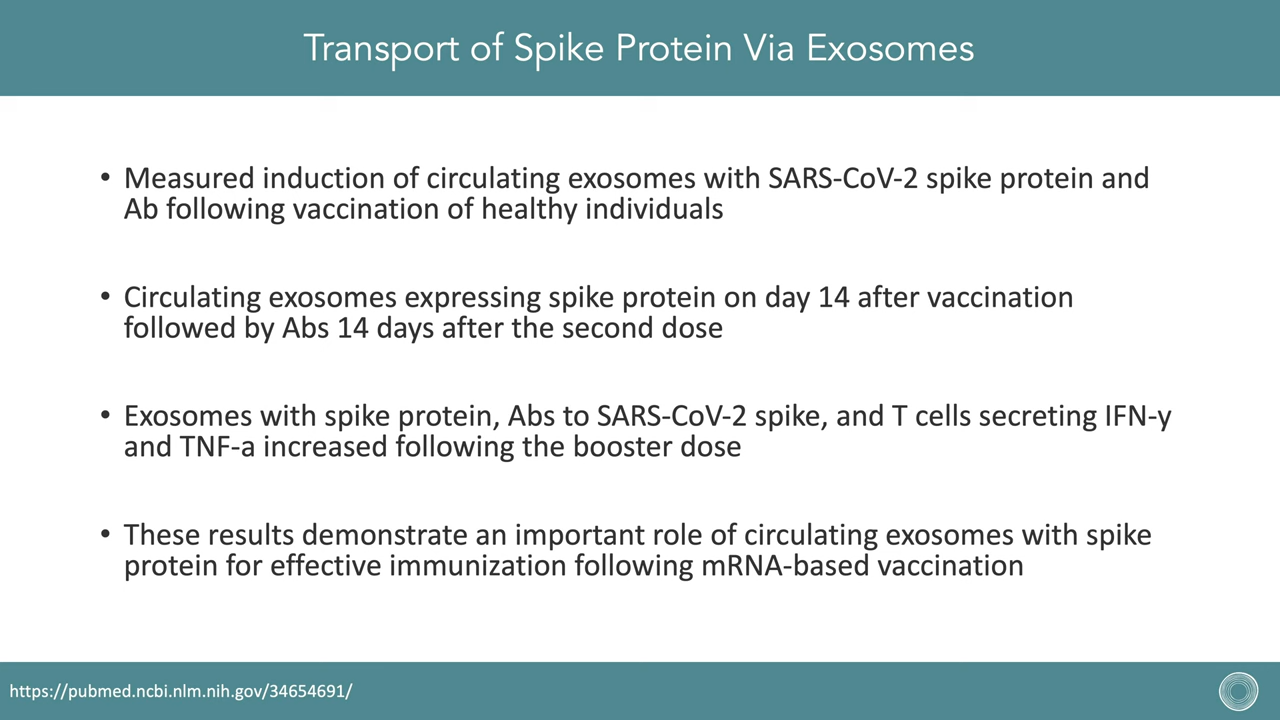 Transport of Spike Protein Via Exosomes
• Measured induction of circulating exosomes with SARS-CoV-2 spike protein and
Ab following vaccination of healthy individuals
• Circulating exosomes expressing spike protein on day 14 after vaccination
followed by Abs 14 days after the second dose
• Exosomes with spike protein, Abs to SARS-CoV-2 spike, and T cells secreting IFN-y
and TNF-a increased following the booster dose
• These results demonstrate an important role of circulating exosomes with spike
protein for effective immunization following mRNA-based vaccination
https://pubmed.ncbi.nlm.nih.gov/34654691/